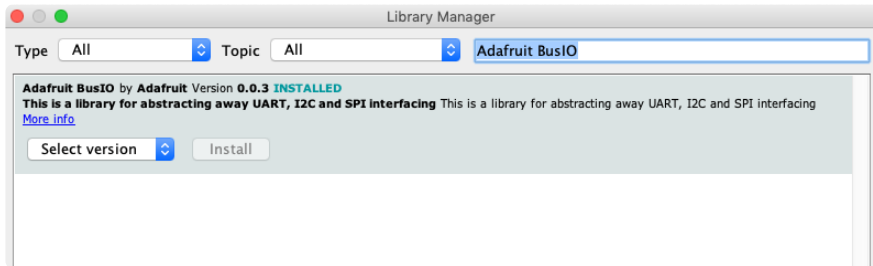 Library Manager
Type All Topic All Adafruit BusIO
Adafruit BusIO by Adafruit Version 0.0.3 INSTALLED
This is a library for abstracting away UART, I2C and SPI interfacing This is a library for abstracting away UART, I2C and SPI interfacing
More info
Select version Install